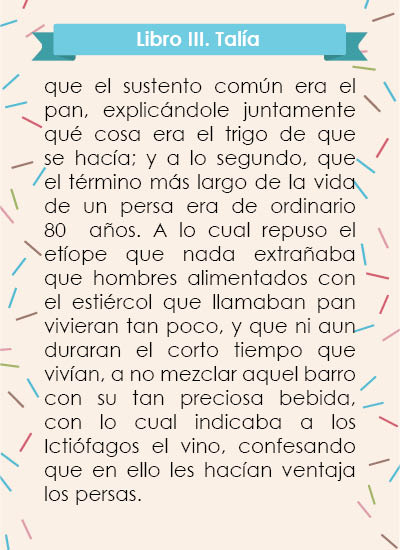 Libro III. Talía
que el sustento común era el
pan, explicándole juntamente
qué cosa era el trigo de que
se hacía; y a lo segundo, que
el término más largo de la vida
de un persa era de ordinario
80 años. A lo cual repuso el
etíope que nada extrañaba
que hombres alimentados con
el estiércol que llamaban pan
vivieran tan poco, y que ni aun
duraran el corto tiempo que
vivían, a no mezclar aquel barro
con su tan preciosa bebida,
con lo cual indicaba a los
Ictiófagos el vino, confesando
que en ello les hacían ventaja
los persas.